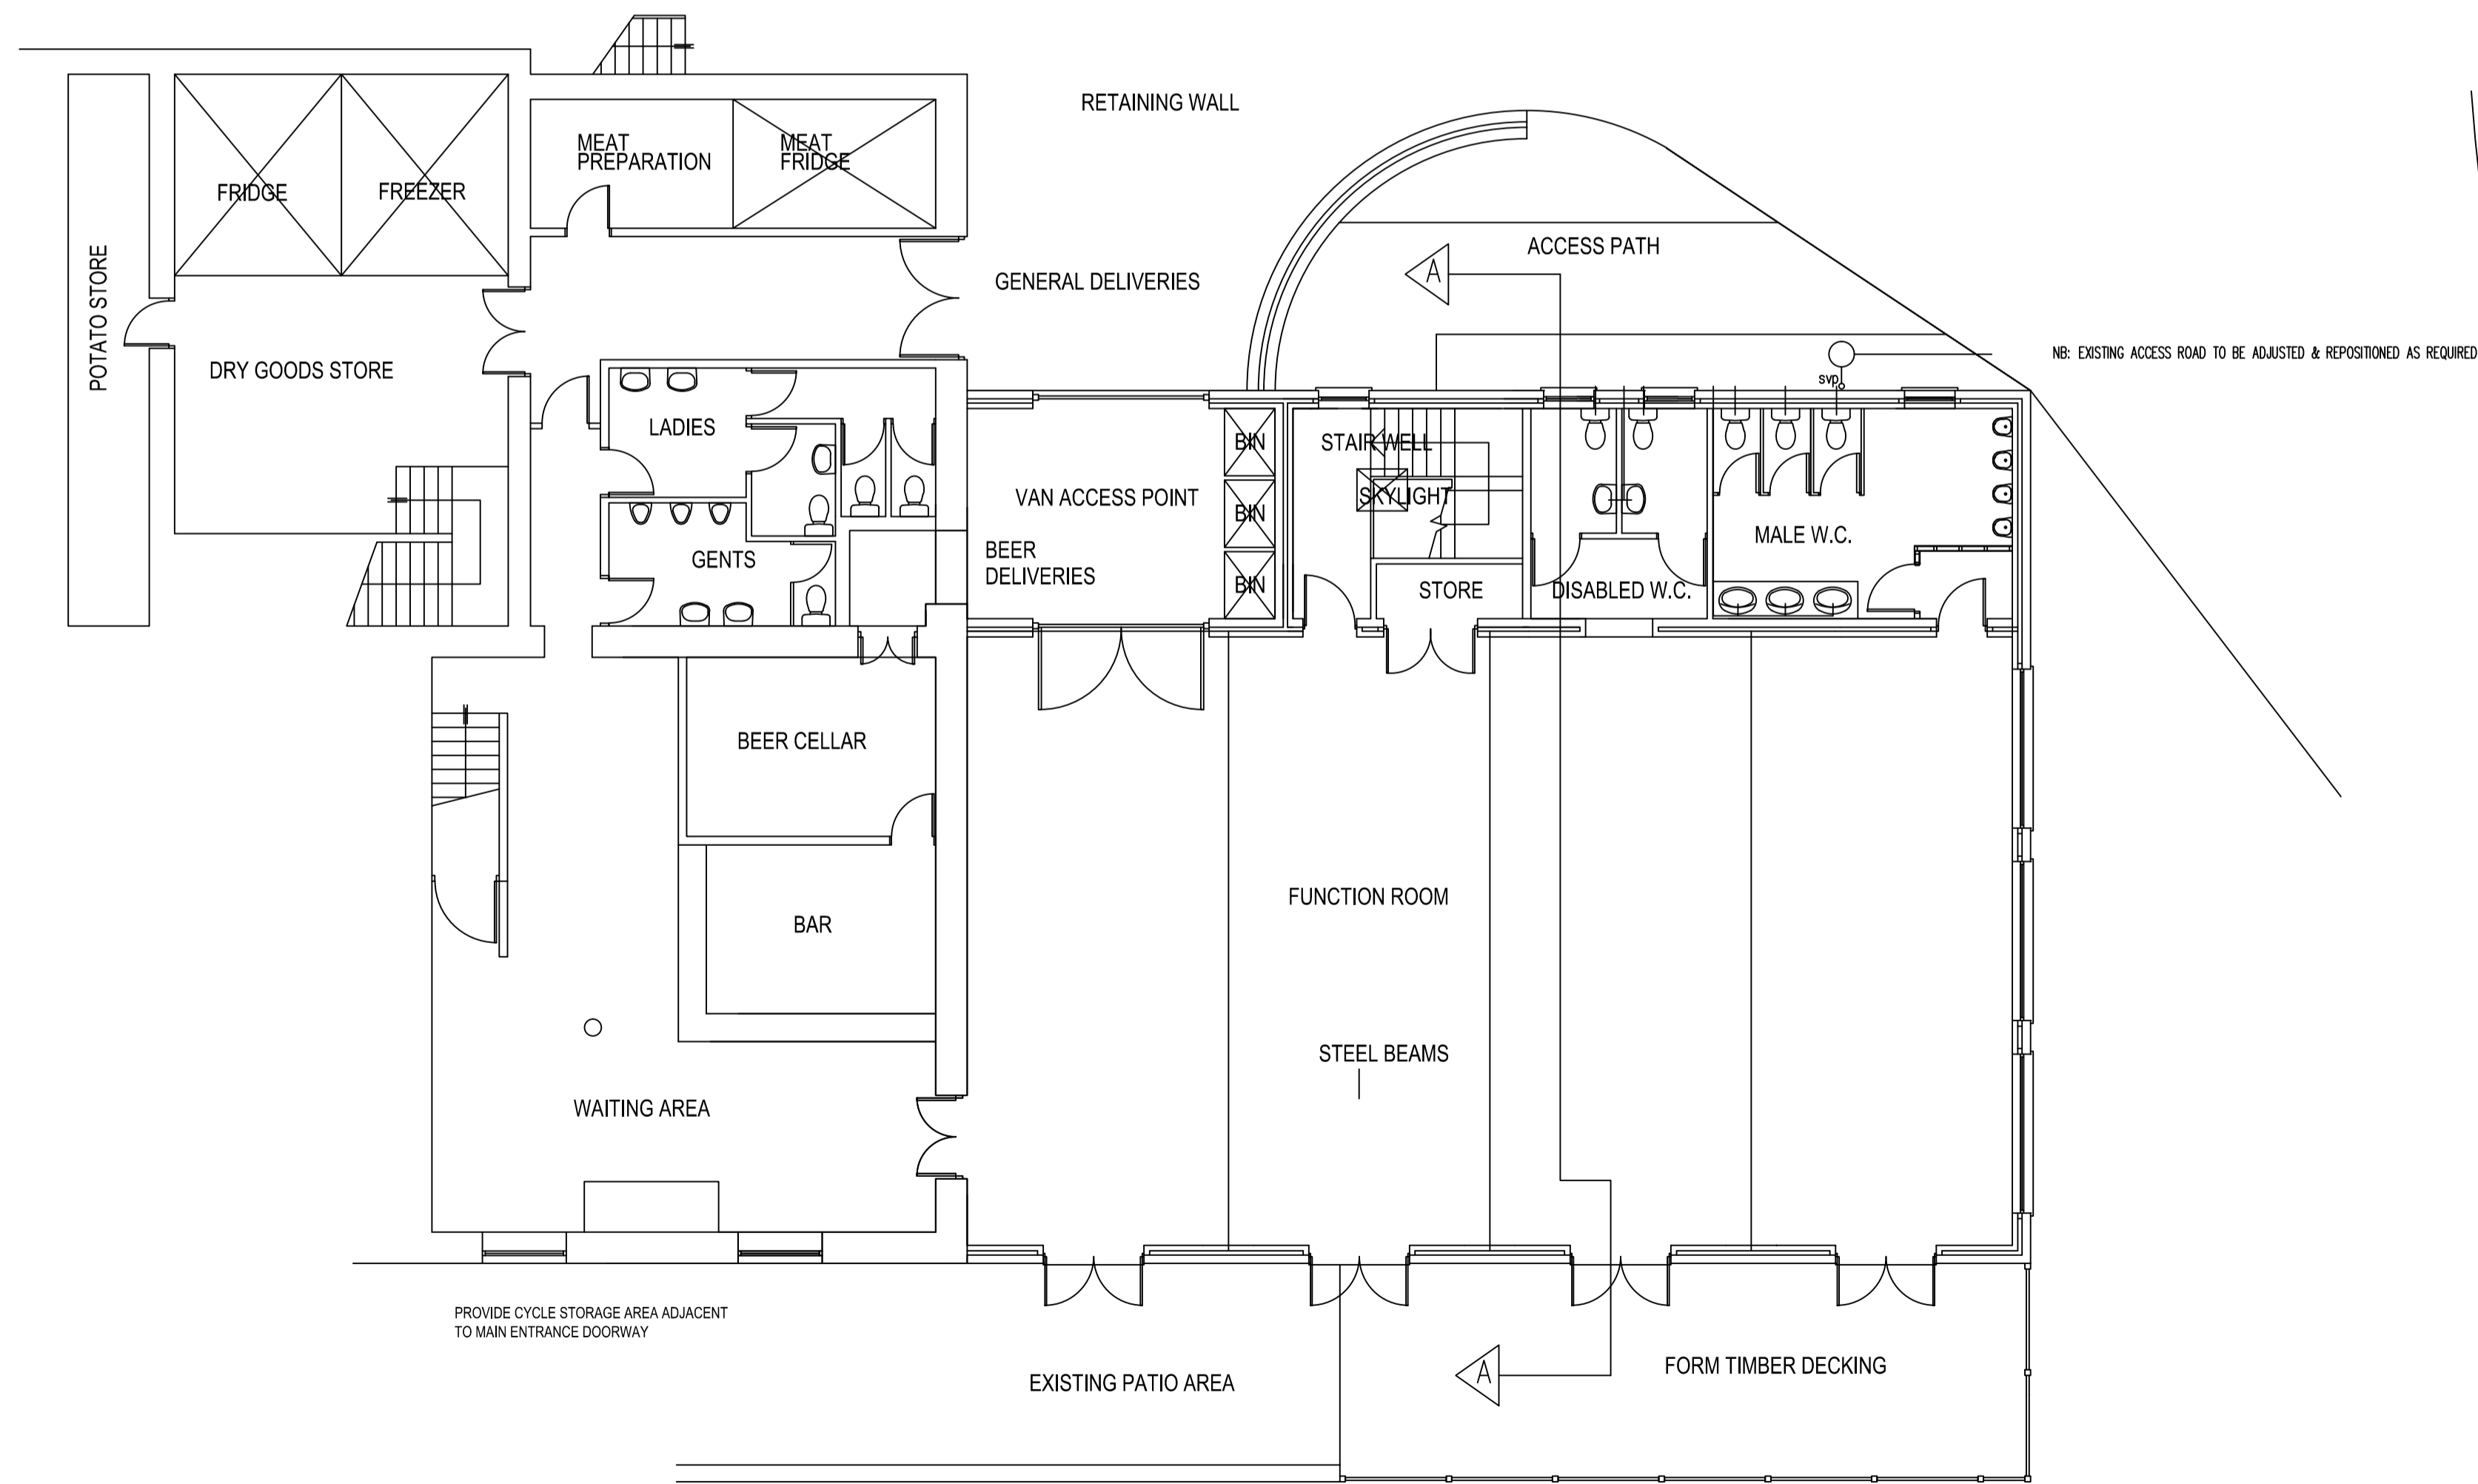 RETAINING WALL
MEAT
PREPARATION
MEAT
FRIDGE
FRIDGE
FREEZER
ACCESS PATH
A
GENERAL DELIVERIES
POTATO STORE
DRY GOODS STORE
NB: EXISTING ACCESS ROAD TO BE ADJUSTED & REPOSITIONED AS REQUIRED
svp
LADIES
BIN
STAIR WELL
VAN ACCESS POINT
SKYLIGHT
BIN
MALE W.C.
GENTS
BEER
DELIVERIES
BIN
STORE
DISABLED W.C.
BEER CELLAR
FUNCTION ROOM
BAR
STEEL BEAMS
WAITING AREA
PROVIDE CYCLE STORAGE AREA ADJACENT
TO MAIN ENTRANCE DOORWAY
EXISTING PATIO AREA
A
FORM TIMBER DECKING